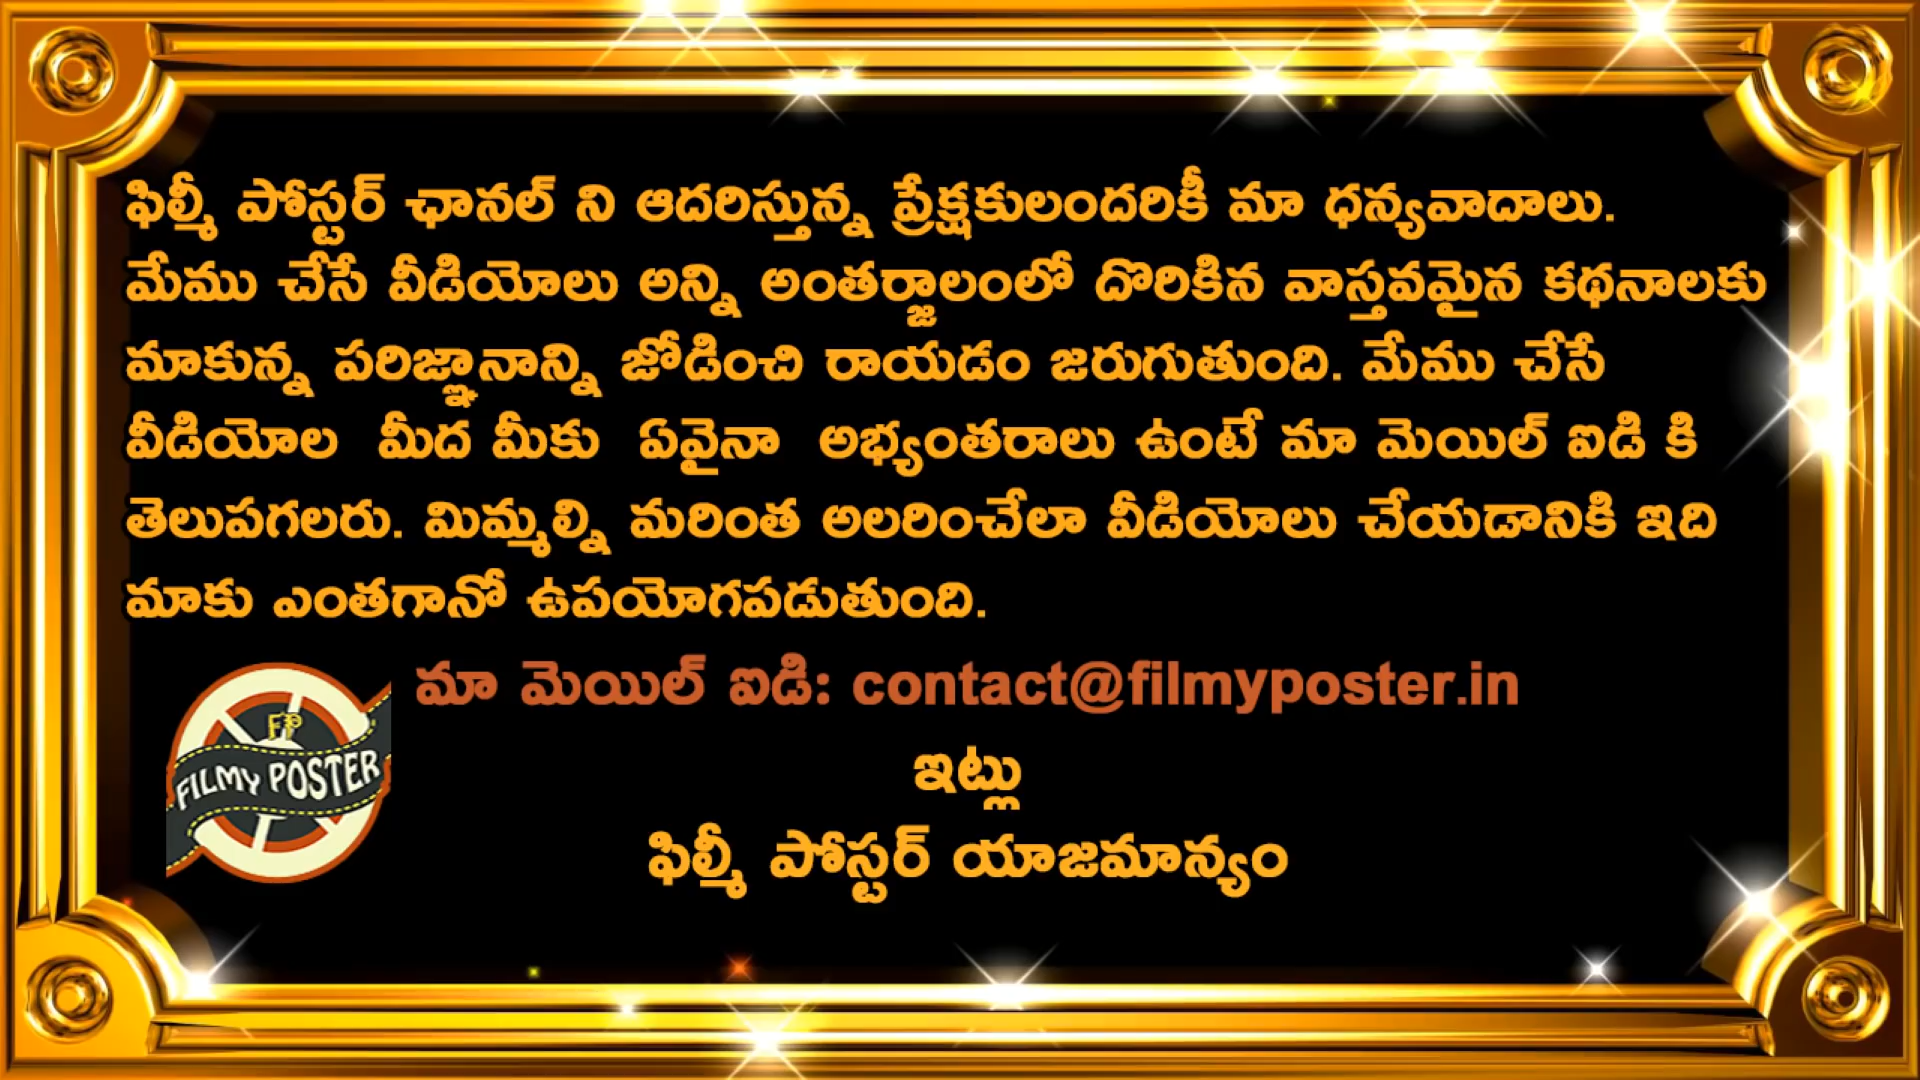 ఫిల్మీ పోస్టర్ ఛానల్ ని ఆదరిస్తున్న ప్రేక్షకులందరికీ మా ధన్యవాదాలు.
మేము చేసే వీడియోలు అన్ని అంతర్జాలంలో దొరికిన వాస్తవమైన కథనాలకు
మాకున్న పరిజ్ఞానాన్ని జోడించి రాయడం జరుగుతుంది. మేము చేసే
వీడియోల మీద మీకు ఏవైనా అభ్యంతరాలు ఉంటే మా మెయిల్ ఐడి కి
తెలుపగలరు. మిమ్మల్ని మరింత అలరించేలా వీడియోలు చేయడానికి ఇది
మాకు ఎంతగానో ఉపయోగపడుతుంది.
మా మెయిల్ ఐడి: contact@filmyposter.in
FP
FILMY POSTER
ఇట్లు
ఫిల్మీ పోస్టర్ యాజమాన్యం